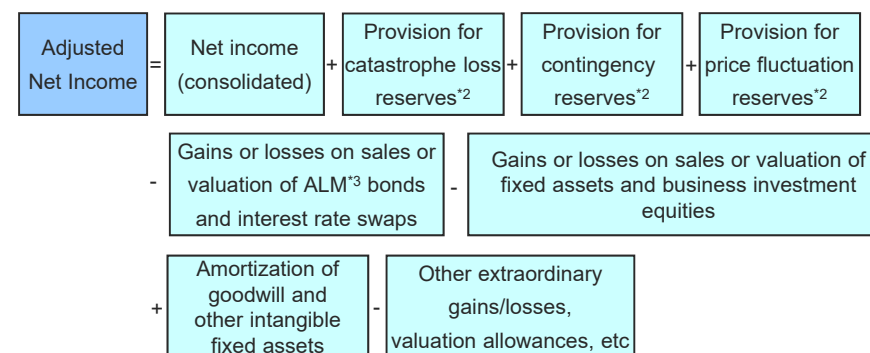 Adjusted
Net Income
=
Net income
(consolidated)
+
Provision for
catastrophe loss
reserves*2
+
Provision for
contingency
reserves*2
+
Provision for
price fluctuation
reserves*2
-
Gains or losses on sales or
valuation of ALM*3 bonds
and interest rate swaps
-
Gains or losses on sales or valuation of
fixed assets and business investment
equities
+
Amortization of
goodwill and
other intangible
fixed assets
-
Other extraordinary
gains/losses,
valuation allowances, etc